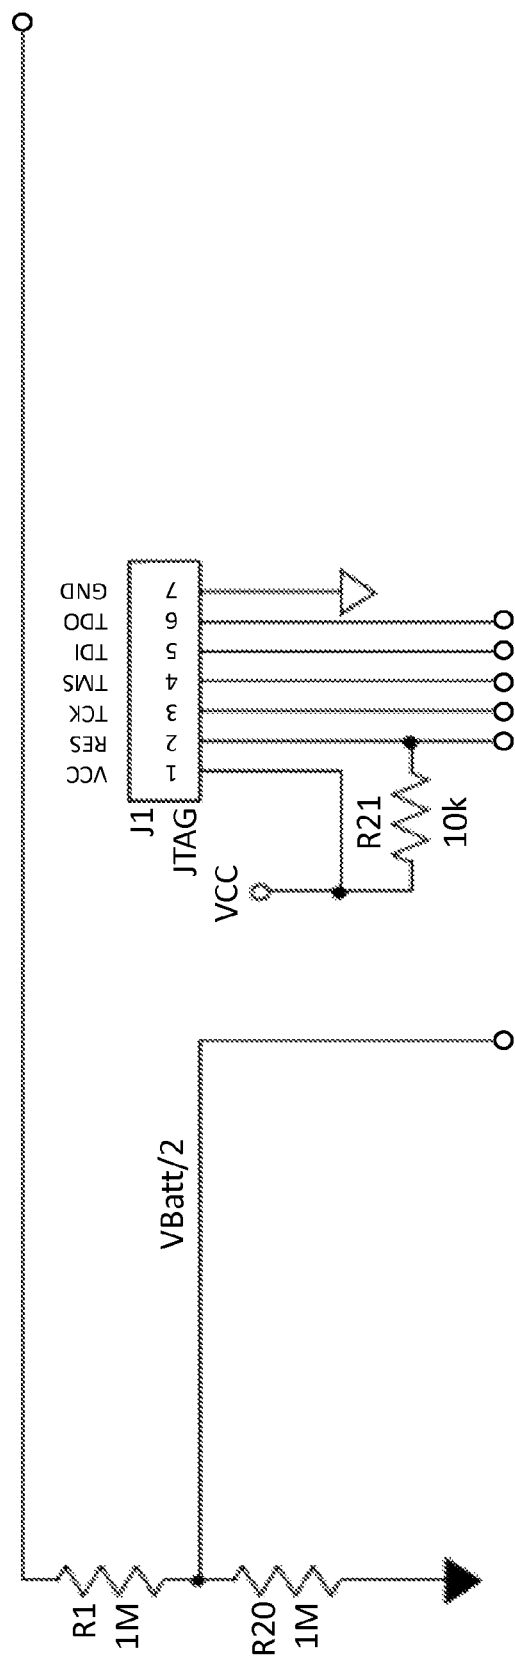 GND
TDO
TDI
TMS
TCK
RES
VCC
7
6
5
4
3
2
1
J1
JTAG
VCC
R21
10k
VBatt/2
R1
1M
R20
1M